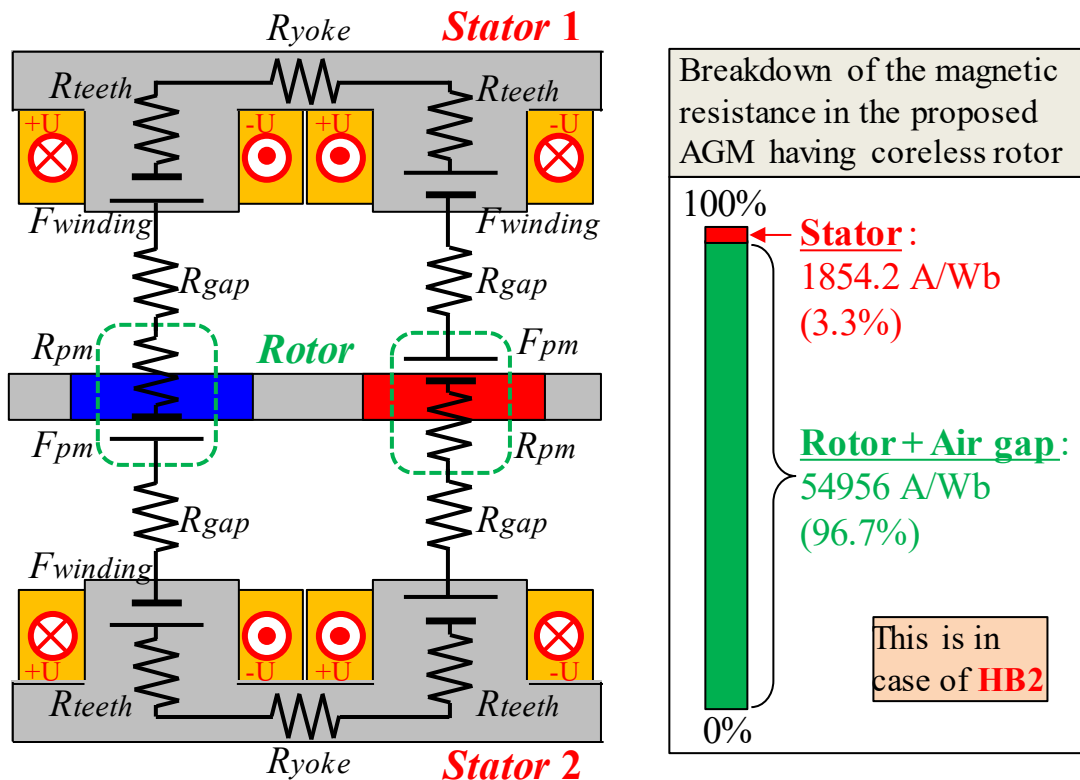 Ryoke
Stator 1
Rteeth
Rteeth
+U
-U
+U
-U
Fwinding
Fwinding
Rgap
Rgap
Rpm
Rotor
Fpm
Fpm
Rpm
Rgap
Rgap
Fwinding
+U
-U
+U
-U
Rteeth
Rteeth
Ryoke
Stator 2
Breakdown of the magnetic
resistance in the proposed
AGM having coreless rotor
100%
Stator:
1854.2 A/Wb
(3.3%)
Rotor + Air gap:
54956 A/Wb
(96.7%)
This is in
case of HB2
0%